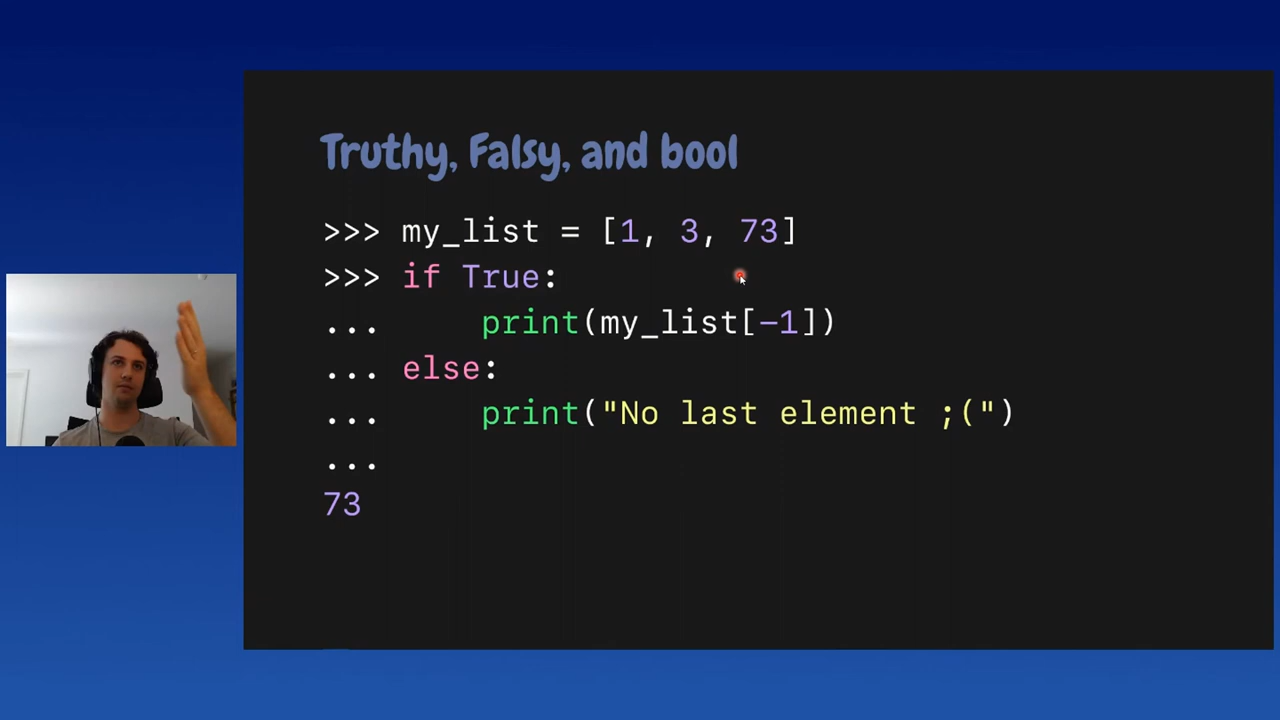 Truthy, Falsy, and bool
>>> my_list = [1, 3, 73]
>>> if True:
...     print(my_list[-1])
... else:
...     print("No last element ;(")
...
73